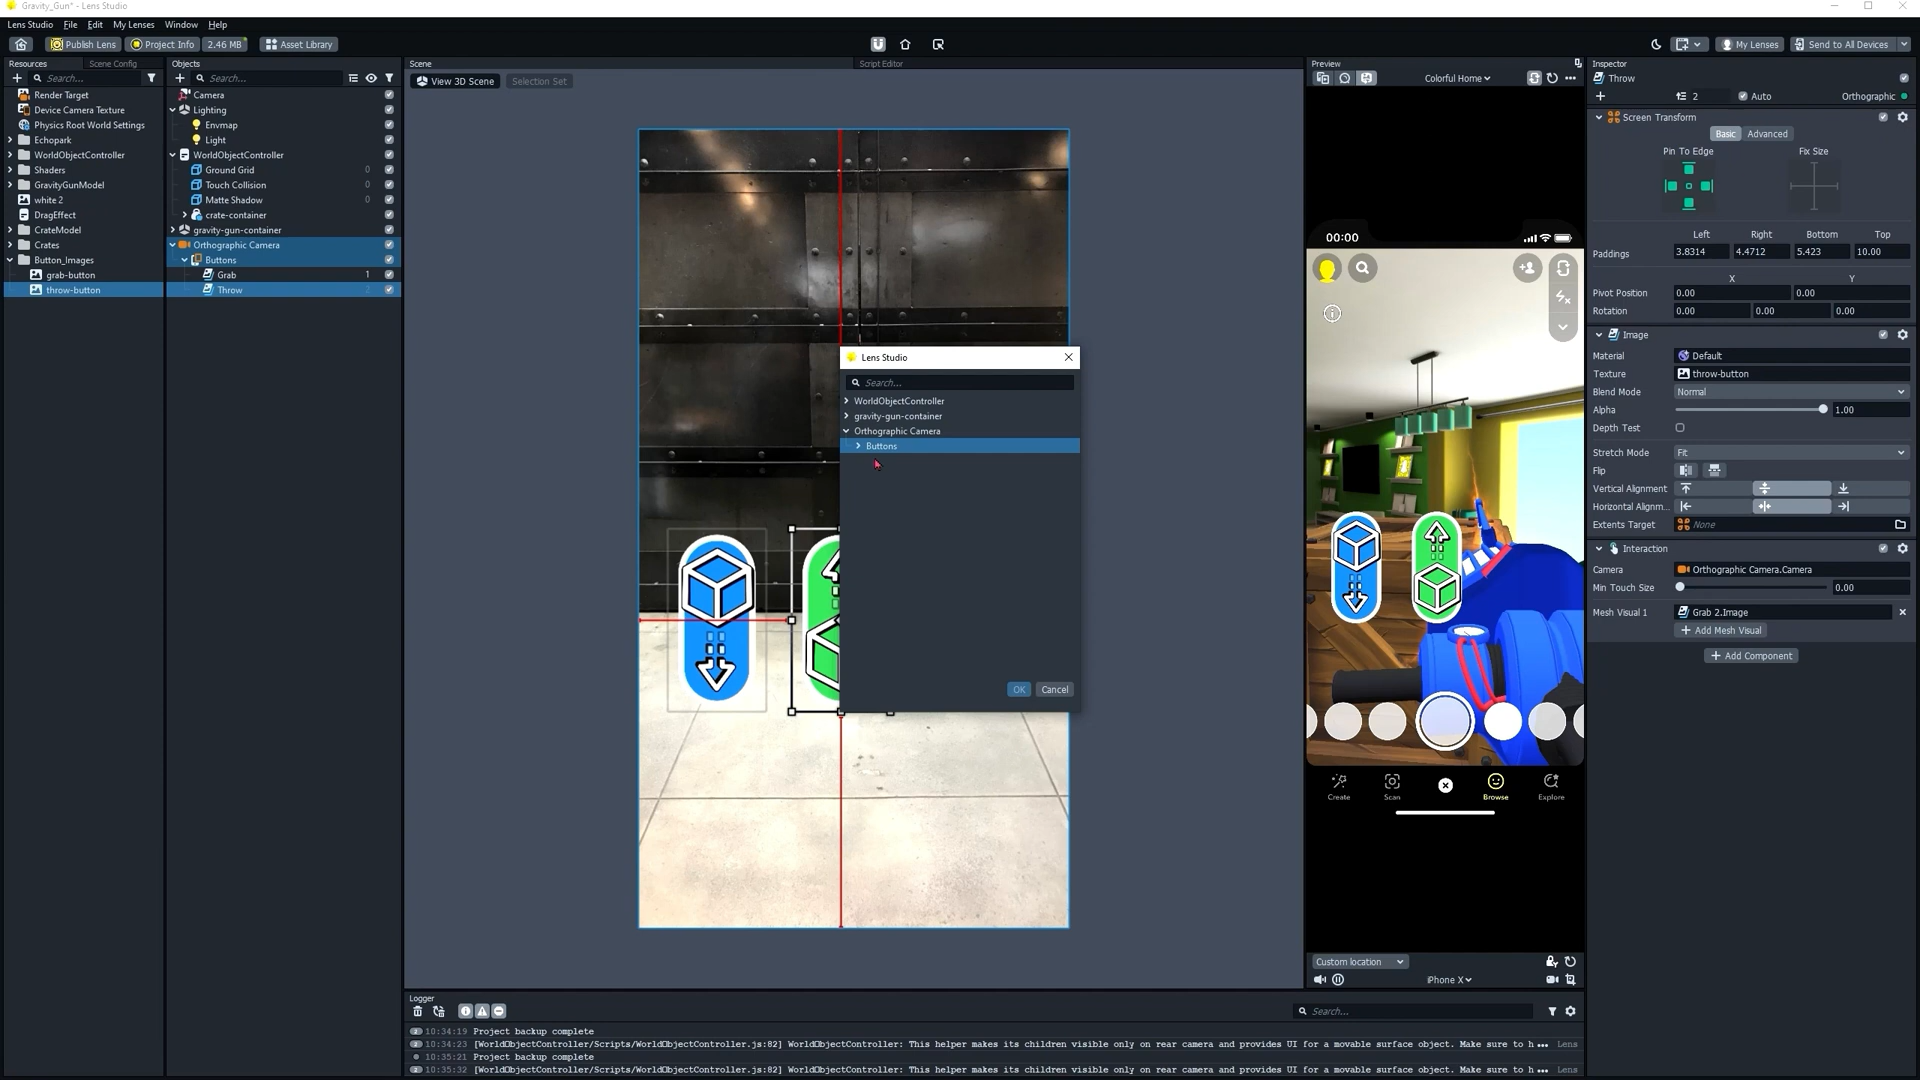 Gravity_Gun* - Lens Studio
Lens Studio File Edit My Lenses Window Help
Publish Lens Project Info 2.46 MB Asset Library My Lenses Send to All Devices
Resources Scene Config
Search...
Render Target
Device Camera Texture
Physics Root World Settings
Echopark
WorldObjectController
Shaders
GravityGunModel
white 2
DragEffect
CrateModel
Crates
Button_Images
grab-button
throw-button
Objects
Search...
Camera
Lighting
Envmap
Light
WorldObjectController
Ground Grid 0
Touch Collision 0
Matte Shadow 0
crate-container
gravity-gun-container
Orthographic Camera
Buttons
Grab 1
Throw 2
Scene Script Editor
View 3D Scene Selection Set
Lens Studio
Search...
WorldObjectController
gravity-gun-container
Orthographic Camera
Buttons
OK Cancel
Logger
Search...
2 10:34:19 Project backup complete
2 10:34:23 [WorldObjectController/Scripts/WorldObjectController.js:82] WorldObjectController: This helper makes its children visible only on rear camera and provides UI for a movable surface object. Make sure to h ••• Lens
10:35:21 Project backup complete
2 10:35:32 [WorldObjectController/Scripts/WorldObjectController.js:82] WorldObjectController: This helper makes its children visible only on rear camera and provides UI for a movable surface object. Make sure to h ••• Lens
Preview
Colorful Home
00:00
Create Scan Browse Explore
Custom location
iPhone X
Inspector
Throw
2 Auto Orthographic
Screen Transform
Basic Advanced
Pin To Edge Fix Size
Left Right Bottom Top
Paddings 3.8314 4.4712 5.423 10.00
X Y
Pivot Position 0.00 0.00
Rotation 0.00 0.00 0.00
Image
Material Default
Texture throw-button
Blend Mode Normal
Alpha 1.00
Depth Test
Stretch Mode Fit
Flip
Vertical Alignment
Horizontal Alignm...
Extents Target None
Interaction
Camera Orthographic Camera.Camera
Min Touch Size 0.00
Mesh Visual 1 Grab 2.Image
+ Add Mesh Visual
+ Add Component